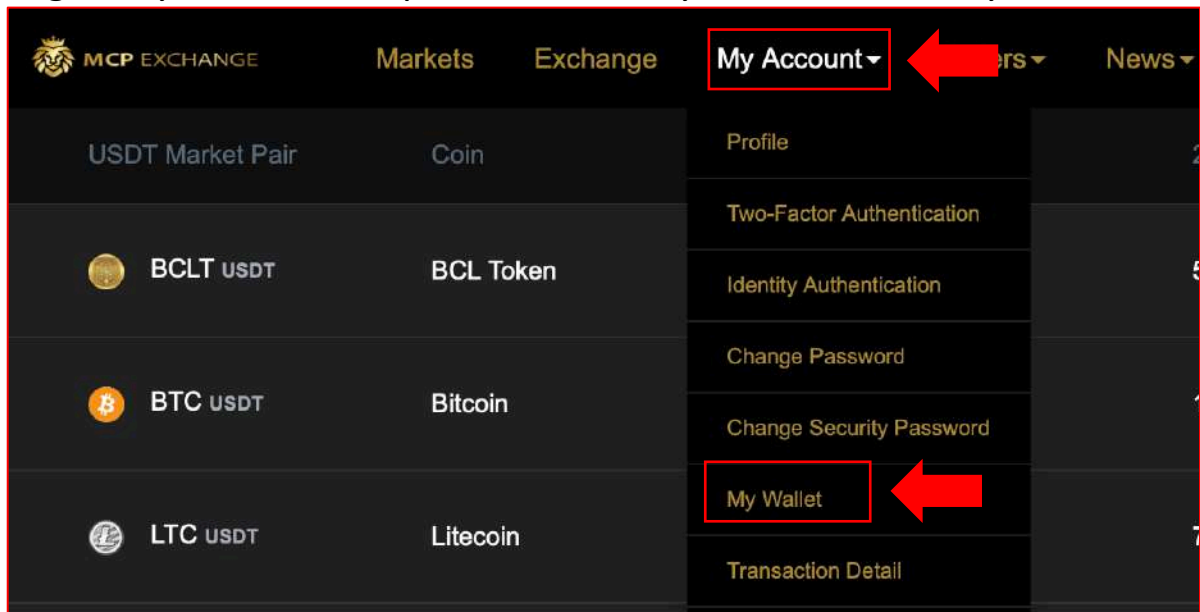 MCP EXCHANGE Markets Exchange My Account News
USDT Market Pair Coin
Profile
Two-Factor Authentication
BCLT USDT BCL Token
Identity Authentication
Change Password
BTC USDT Bitcoin
Change Security Password
My Wallet
LTC USDT Litecoin
Transaction Detail